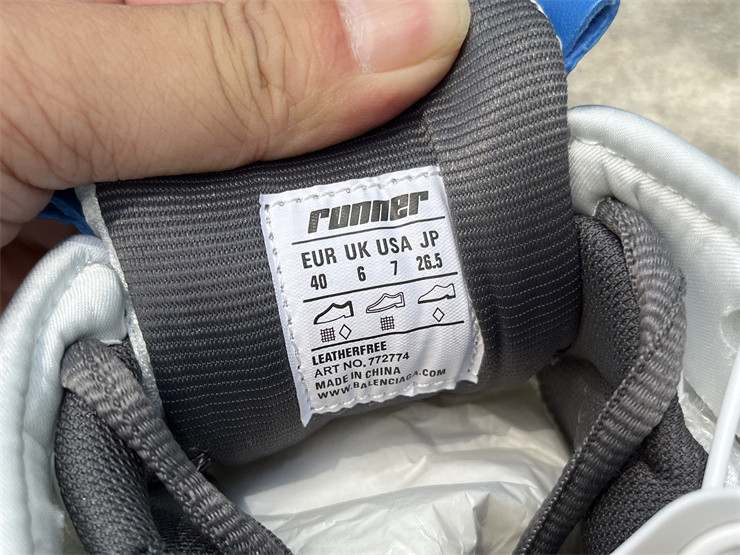 runner
EUR UK USA JP
40 6 7 26.5
LEATHERFREE
ART NO. 772774
MADE IN CHINA
WWW.BALENCIAGA.COM